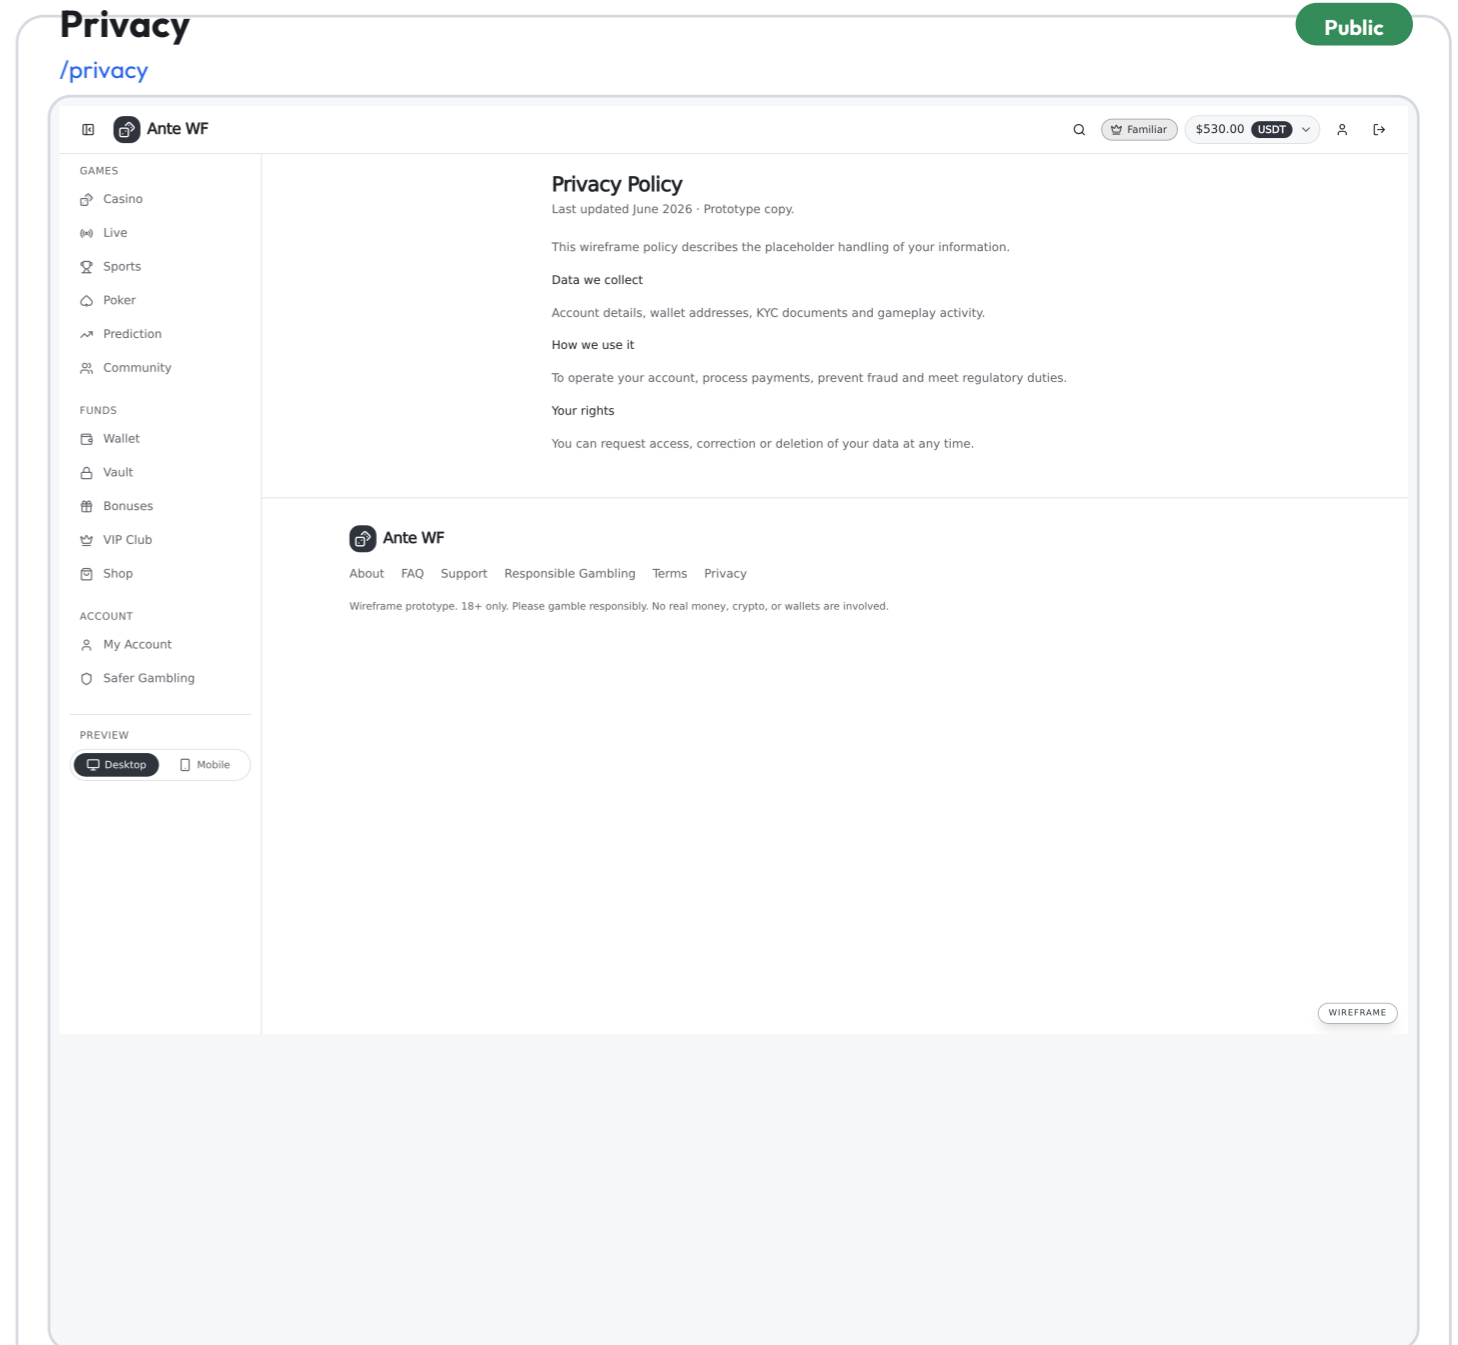 Privacy
Public
/privacy
Ante WF
Familiar
$530.00 USDT
GAMES
Casino
Live
Sports
Poker
Prediction
Community
FUNDS
Wallet
Vault
Bonuses
VIP Club
Shop
ACCOUNT
My Account
Safer Gambling
PREVIEW
Desktop Mobile
Privacy Policy
Last updated June 2026 · Prototype copy.
This wireframe policy describes the placeholder handling of your information.
Data we collect
Account details, wallet addresses, KYC documents and gameplay activity.
How we use it
To operate your account, process payments, prevent fraud and meet regulatory duties.
Your rights
You can request access, correction or deletion of your data at any time.
Ante WF
About FAQ Support Responsible Gambling Terms Privacy
Wireframe prototype. 18+ only. Please gamble responsibly. No real money, crypto, or wallets are involved.
WIREFRAME